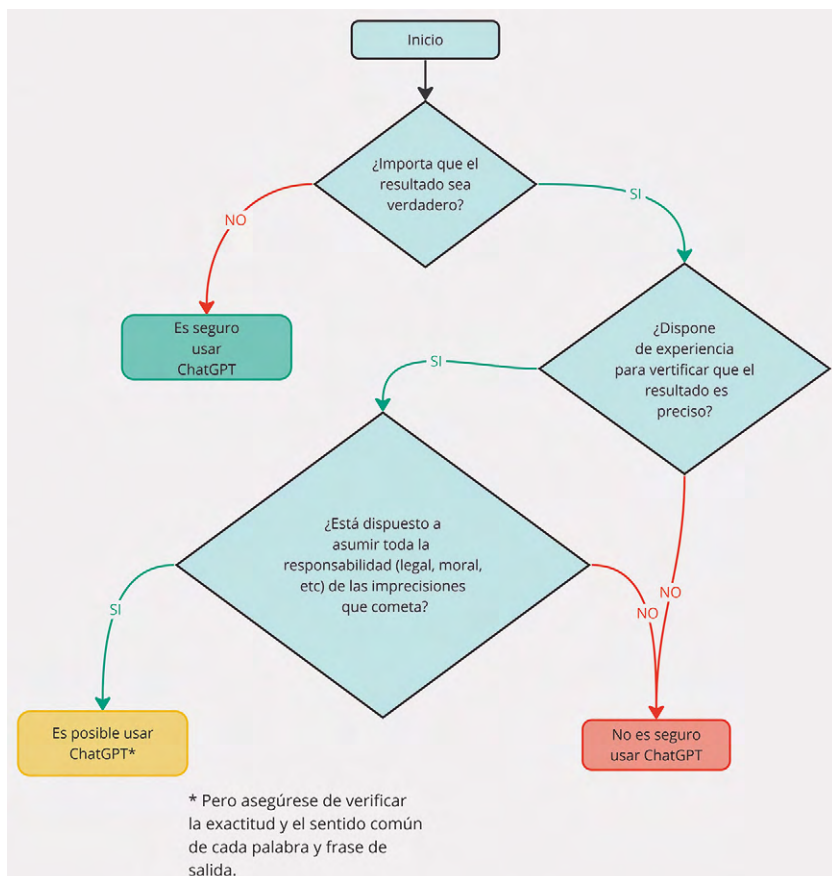 Inicio
¿Importa que el
resultado sea
verdadero?
SI
NO
Es seguro
usar
ChatGPT
¿Dispone
de experiencia
para vertificar que el
resultado es
preciso?
SI
¿Está dispuesto a
asumir toda la
responsabilidad (legal, moral,
etc) de las imprecisiones
que cometa?
SI
NO
NO
Es posible usar
ChatGPT*
No es seguro
usar ChatGPT
* Pero asegúrese de verificar
la exactitud y el sentido común
de cada palabra y frase de
salida.